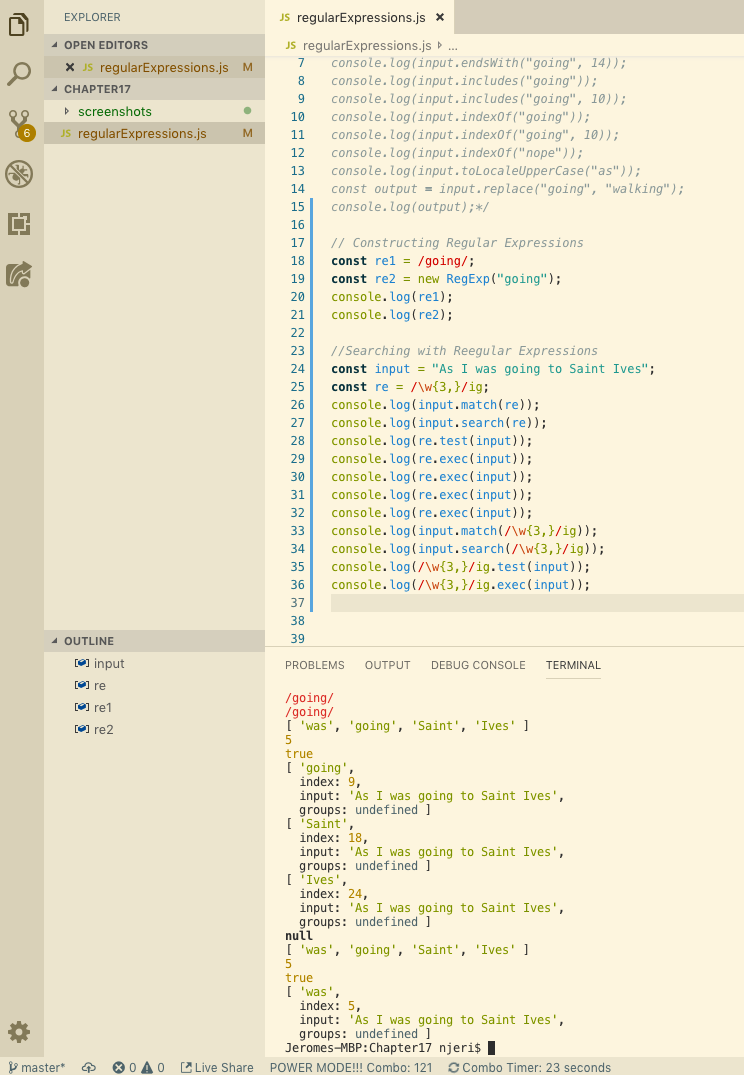 EXPLORER
OPEN EDITORS
JS regularExpressions.js M
CHAPTER17
screenshots
JS regularExpressions.js M
6
OUTLINE
input
re
re1
re2
JS regularExpressions.js
JS regularExpressions.js ...
7 console.log(input.endsWith("going", 14));
8 console.log(input.includes("going"));
9 console.log(input.includes("going", 10));
10 console.log(input.indexOf("going"));
11 console.log(input.indexOf("going", 10));
12 console.log(input.indexOf("nope"));
13 console.log(input.toLocaleUpperCase("as"));
14 const output = input.replace("going", "walking");
15 console.log(output);*/
16
17 // Constructing Regular Expressions
18 const re1 = /going/;
19 const re2 = new RegExp("going");
20 console.log(re1);
21 console.log(re2);
22
23 //Searching with Reegular Expressions
24 const input = "As I was going to Saint Ives";
25 const re = /\w{3,}/ig;
26 console.log(input.match(re));
27 console.log(input.search(re));
28 console.log(re.test(input));
29 console.log(re.exec(input));
30 console.log(re.exec(input));
31 console.log(re.exec(input));
32 console.log(re.exec(input));
33 console.log(input.match(/\w{3,}/ig));
34 console.log(input.search(/\w{3,}/ig));
35 console.log(/\w{3,}/ig.test(input));
36 console.log(/\w{3,}/ig.exec(input));
37
38
39
PROBLEMS OUTPUT DEBUG CONSOLE TERMINAL
/going/
/going/
[ 'was', 'going', 'Saint', 'Ives' ]
5
true
[ 'going',
index: 9,
input: 'As I was going to Saint Ives',
groups: undefined ]
[ 'Saint',
index: 18,
input: 'As I was going to Saint Ives',
groups: undefined ]
[ 'Ives',
index: 24,
input: 'As I was going to Saint Ives',
groups: undefined ]
null
[ 'was', 'going', 'Saint', 'Ives' ]
5
true
[ 'was',
index: 5,
input: 'As I was going to Saint Ives',
groups: undefined ]
Jeromes-MBP:Chapter17 njeri$
master* 0 0 Live Share POWER MODE!!! Combo: 121 Combo Timer: 23 seconds